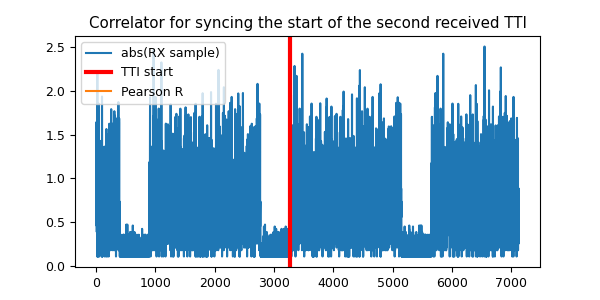 Correlator for syncing the start of the second received TTI
abs(RX sample)
TTI start
Pearson R
2.5
2.0
1.5
1.0
0.5
0.0
0 1000 2000 3000 4000 5000 6000 7000